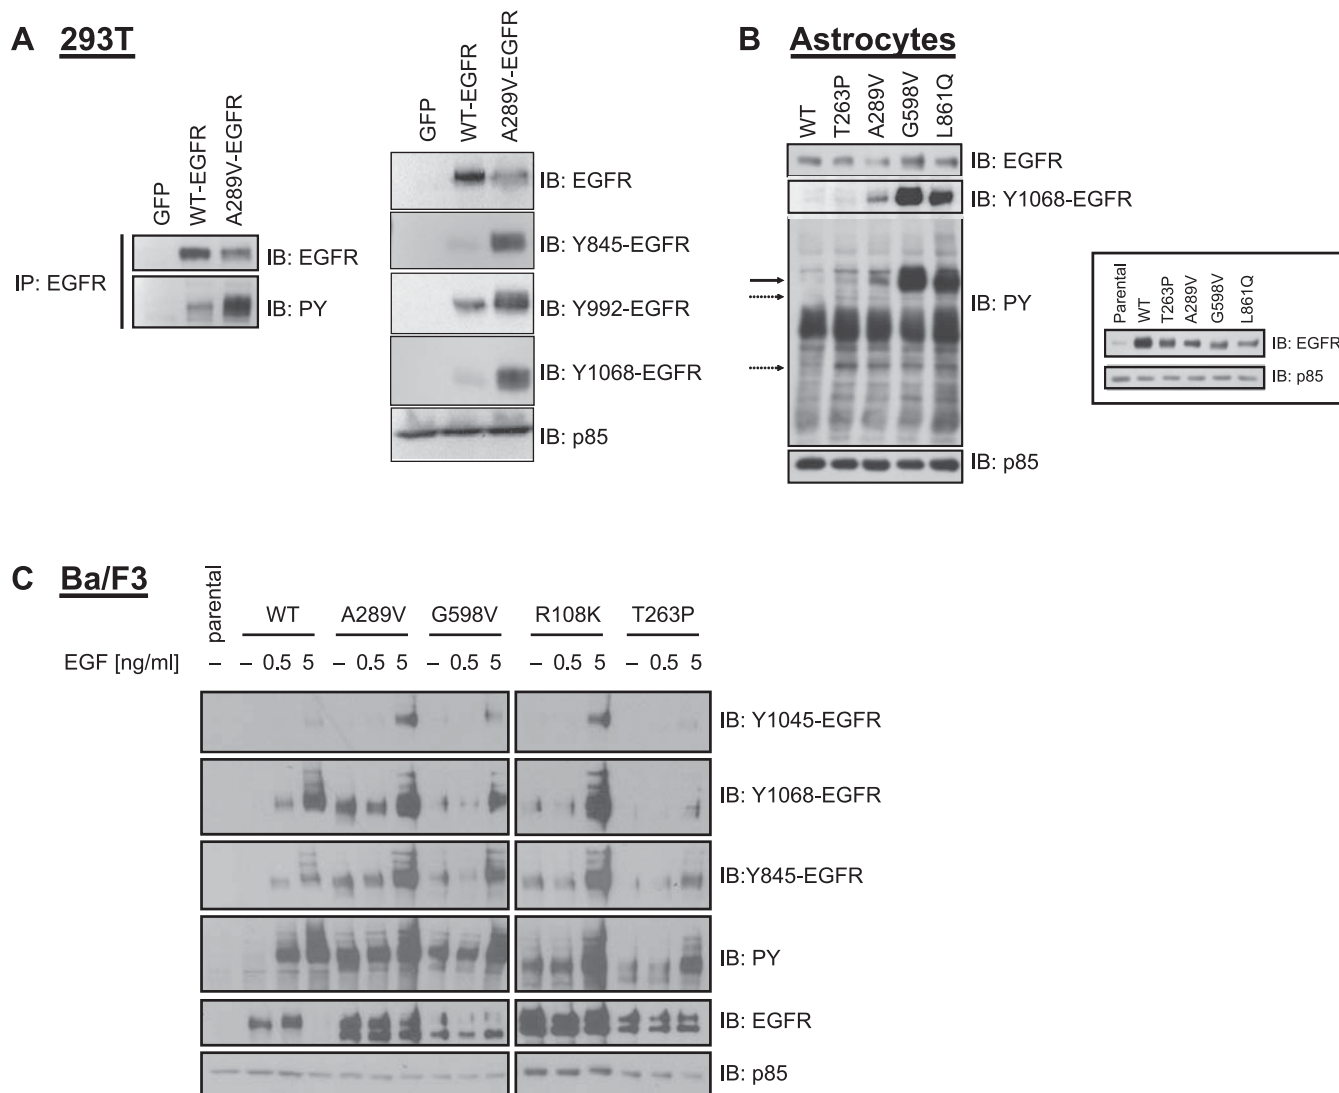 A 293T
GFP
WT-EGFR
A289V-EGFR
IP: EGFR
IB: EGFR
IB: PY
GFP
WT-EGFR
A289V-EGFR
IB: EGFR
IB: Y845-EGFR
IB: Y992-EGFR
IB: Y1068-EGFR
IB: p85
B Astrocytes
WT
T263P
A289V
G598V
L861Q
IB: EGFR
IB: Y1068-EGFR
IB: PY
IB: p85
Parental
WT
T263P
A289V
G598V
L861Q
IB: EGFR
IB: p85
C Ba/F3
parental
WT A289V G598V R108K T263P
EGF [ng/ml] – – 0.5 5 – 0.5 5 – 0.5 5 – 0.5 5 – 0.5 5
IB: Y1045-EGFR
IB: Y1068-EGFR
IB:Y845-EGFR
IB: PY
IB: EGFR
IB: p85